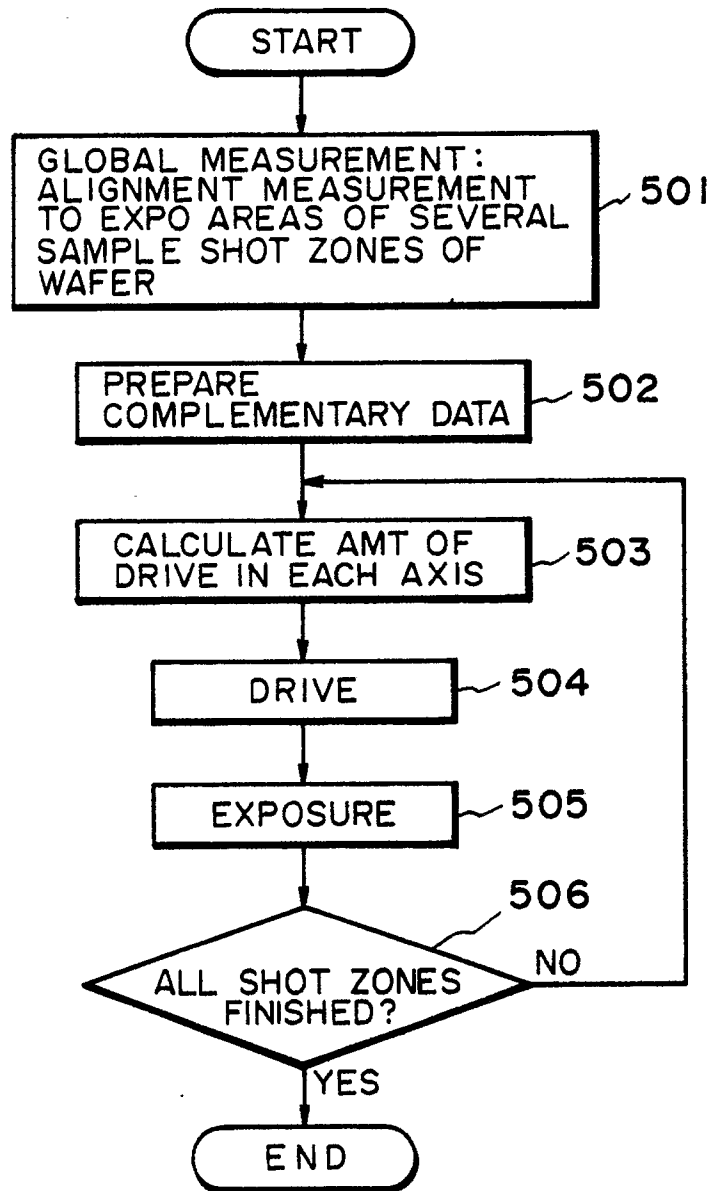 START
GLOBAL MEASUREMENT:
ALIGNMENT MEASUREMENT
TO EXPO AREAS OF SEVERAL
SAMPLE SHOT ZONES OF
WAFER
501
PREPARE
COMPLEMENTARY DATA
502
CALCULATE AMT OF
DRIVE IN EACH AXIS
503
DRIVE
504
EXPOSURE
505
506
ALL SHOT ZONES
FINISHED?
NO
YES
END